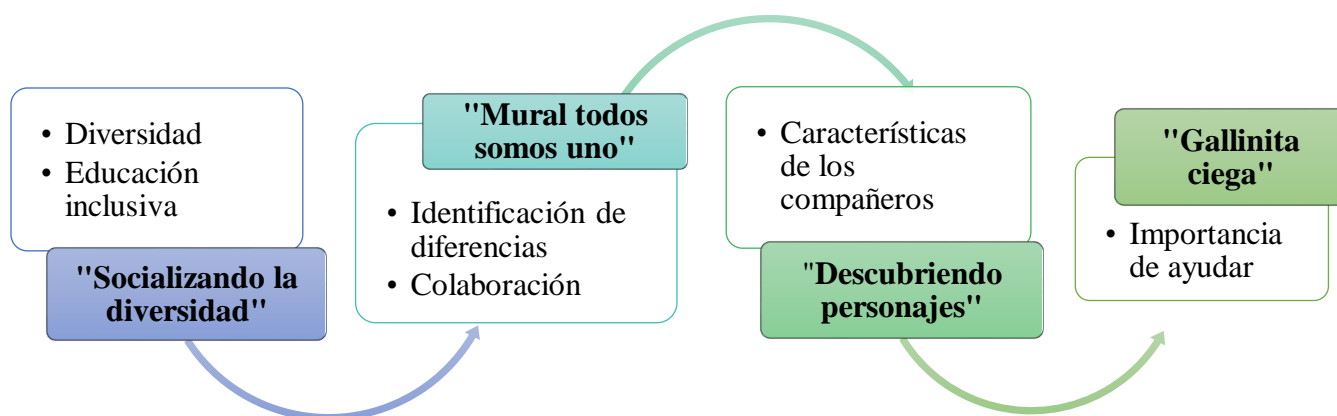 • Diversidad
• Educación
inclusiva
"Socializando la
diversidad"
"Mural todos
somos uno"
• Identificación de
diferencias
• Colaboración
• Características
de los
compañeros
"Descubriendo
personajes"
"Gallinita
ciega"
• Importancia
de ayudar